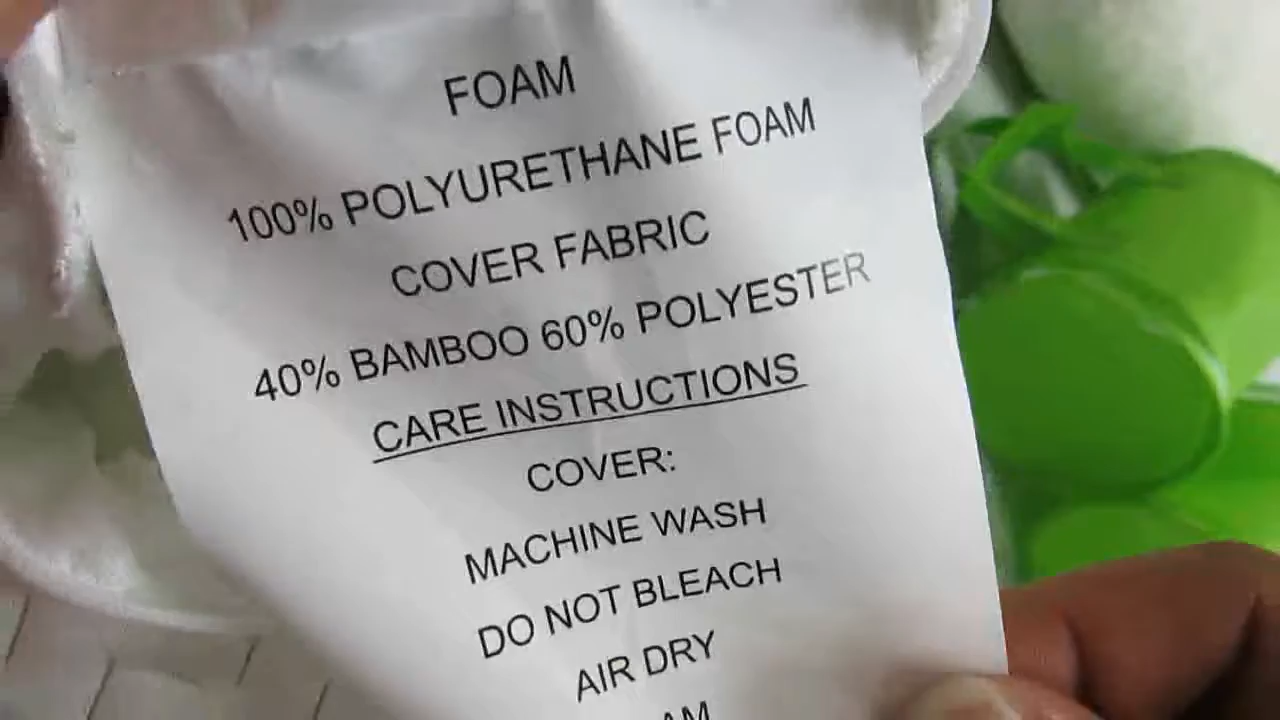 FOAM
100% POLYURETHANE FOAM
COVER FABRIC
40% BAMBOO 60% POLYESTER
CARE INSTRUCTIONS
COVER:
MACHINE WASH
DO NOT BLEACH
AIR DRY